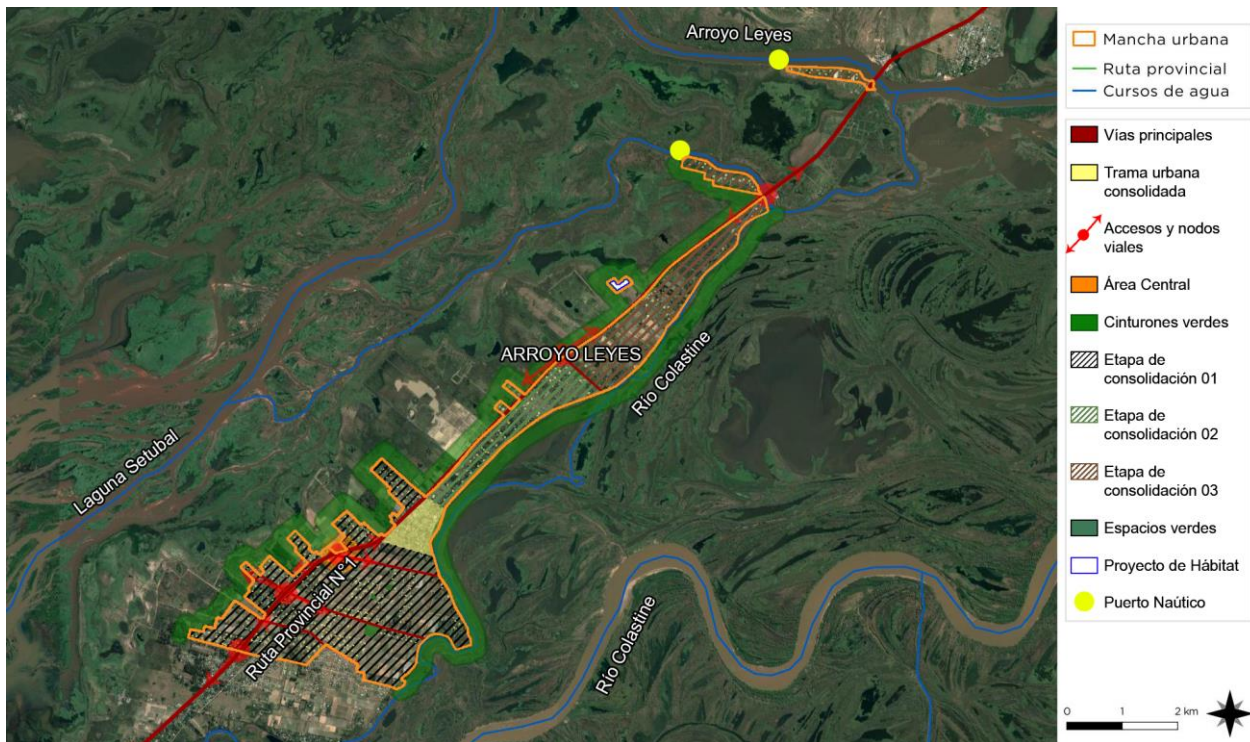 Arroyo Leyes
ARROYO LEYES
Río Colastine
Laguna Setubal
Ruta Provincial N°1
Río Colastine
Mancha urbana
Ruta provincial
Cursos de agua
Vías principales
Trama urbana
consolidada
Accesos y nodos
viales
Área Central
Cinturones verdes
Etapa de
consolidación 01
Etapa de
consolidación 02
Etapa de
consolidación 03
Espacios verdes
Proyecto de Hábitat
Puerto Naútico
0 1 2 km